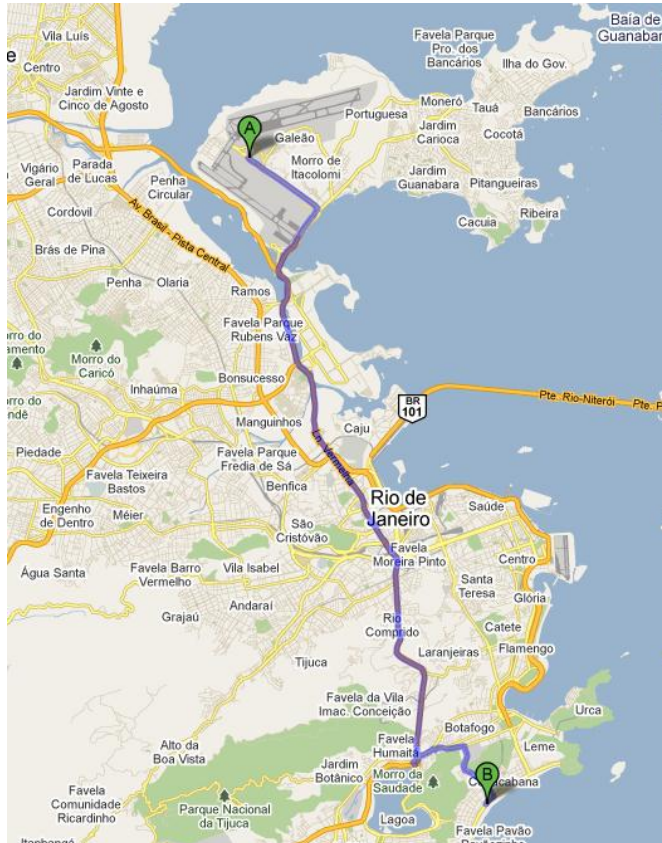 Baía de
Guanabar
Favela Parque
Pro. dos
Bancários
Ilha do Gov.
Vila Luís
e
Centro
Jardim Vinte e
Cinco de Agosto
Moneró
Tauá
Bancários
Portuguesa
A
Galeão
Jardim
Carioca
Cocotá
Morro de
Itacolomi
Vigário
Geral
Parada
de Lucas
Penha
Circular
Jardim
Guanabara
Pitangueiras
Cordovil
Av. Brasil - Pista Central
Cacuia
Ribeira
Brás de Pina
Penha
Olaria
Ramos
Favela Parque
Rubens Vaz
Morro do
Caricó
Bonsucesso
Inhaúma
BR
101
Pte. Rio-Niterói
Pte. P
Manguinhos
Caju
Piedade
Favela Parque
Fredia de Sá
Ln. Vermelha
Favela Teixeira
Bastos
Benfica
Rio de
Janeiro
Saúde
Engenho
de Dentro
Méier
São
Cristóvão
Favela
Moreira Pinto
Centro
Água Santa
Favela Barro
Vermelho
Vila Isabel
Santa
Teresa
Glória
Grajaú
Andaraí
Rio
Comprido
Catete
Flamengo
Laranjeiras
Tijuca
Favela da Vila
Imac. Conceição
Urca
Botafogo
Favela
Humaitá
Leme
Alto da
Boa Vista
Jardim
Botânico
Morro da
Saudade
B
Copacabana
Favela
Comunidade
Ricardinho
Parque Nacional
da Tijuca
Lagoa
Favela Pavão